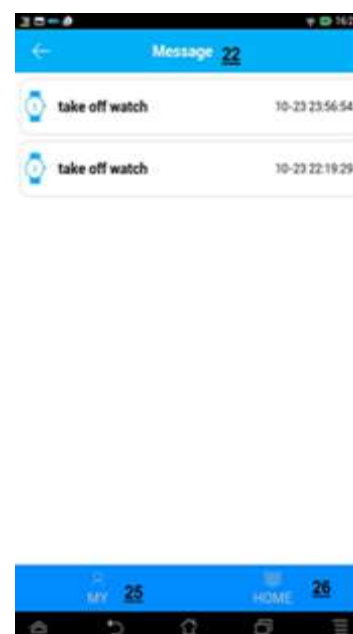 Message 22
take off watch 10-23 23:56:54
take off watch 10-23 22:19:29
MY 25
HOME 26